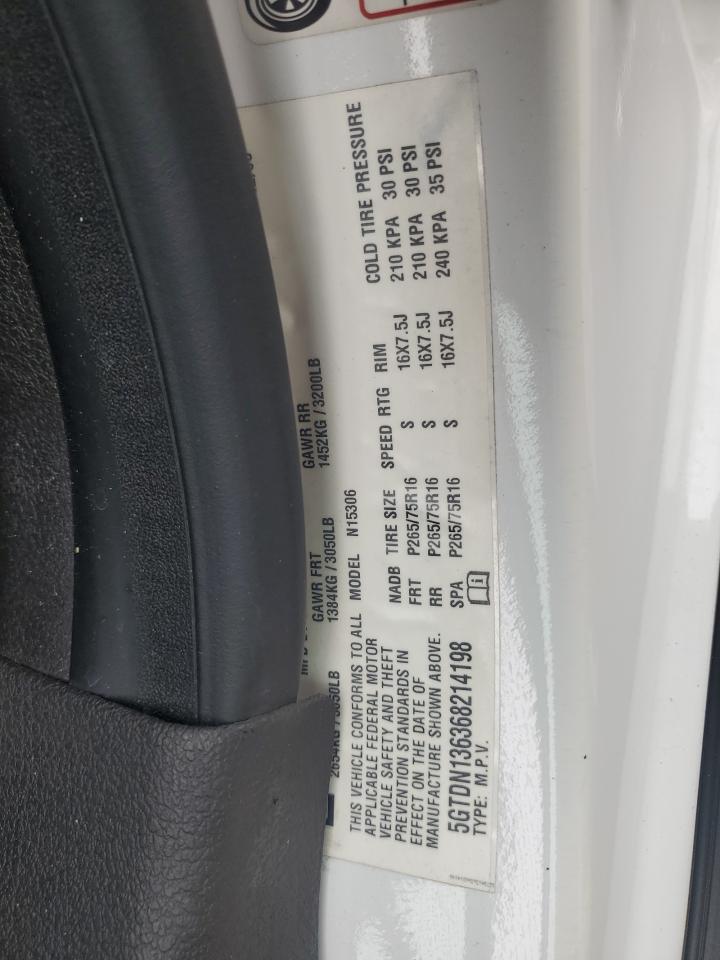 GAWR FRT GAWR RR
1384KG / 3050LB 1452KG / 3200LB
THIS VEHICLE CONFORMS TO ALL
APPLICABLE FEDERAL MOTOR
VEHICLE SAFETY AND THEFT
PREVENTION STANDARDS IN
EFFECT ON THE DATE OF
MANUFACTURE SHOWN ABOVE.
5GTDN136368214198
TYPE: M.P.V.
MODEL N15306
NADB TIRE SIZE SPEED RTG RIM COLD TIRE PRESSURE
FRT P265/75R16 S 16X7.5J 210 KPA 30 PSI
RR P265/75R16 S 16X7.5J 210 KPA 30 PSI
SPA P265/75R16 S 16X7.5J 240 KPA 35 PSI